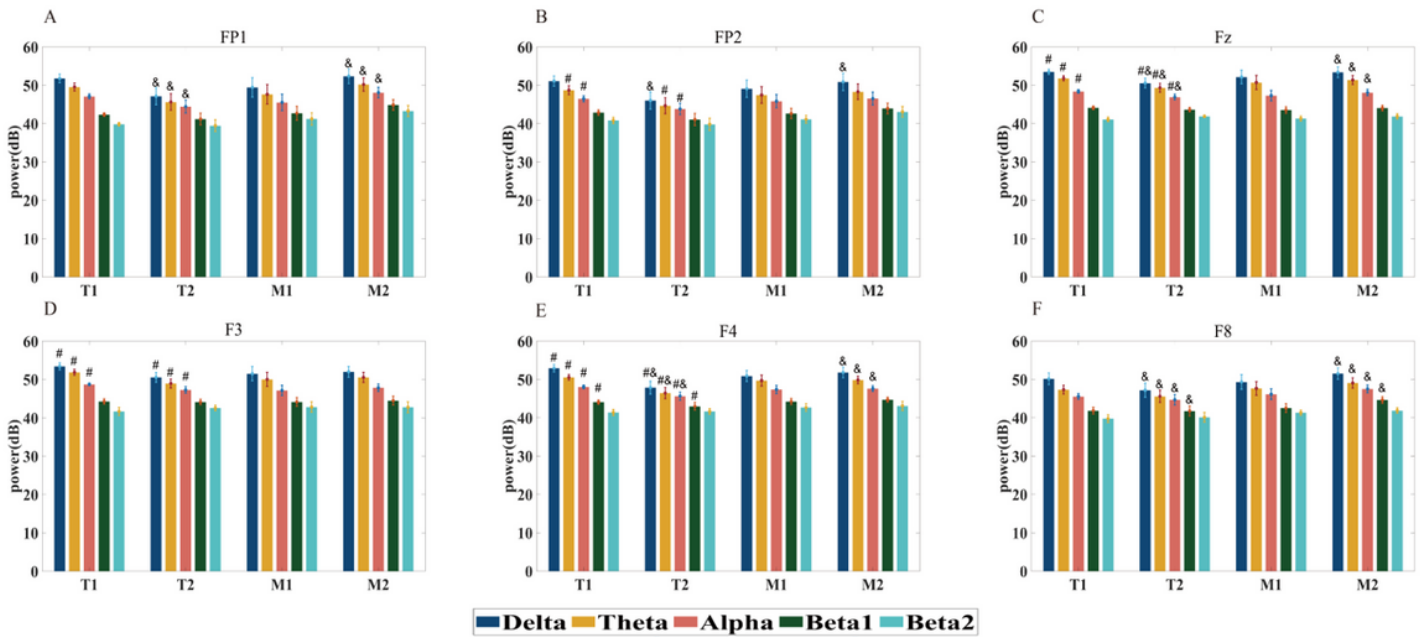 A
FP1
& & & & & &
60
50
40
30
20
10
0
power(dB)
T1 T2 M1 M2
B
FP2
# # & # # &
60
50
40
30
20
10
0
power(dB)
T1 T2 M1 M2
C
Fz
# # # #& #& #& & & &
60
50
40
30
20
10
0
power(dB)
T1 T2 M1 M2
D
F3
# # # # # #
60
50
40
30
20
10
0
power(dB)
T1 T2 M1 M2
E
F4
# # # # #& #& #& # & & &
60
50
40
30
20
10
0
power(dB)
T1 T2 M1 M2
F
F8
& & & & & & & &
60
50
40
30
20
10
0
power(dB)
T1 T2 M1 M2
Delta Theta Alpha Beta1 Beta2